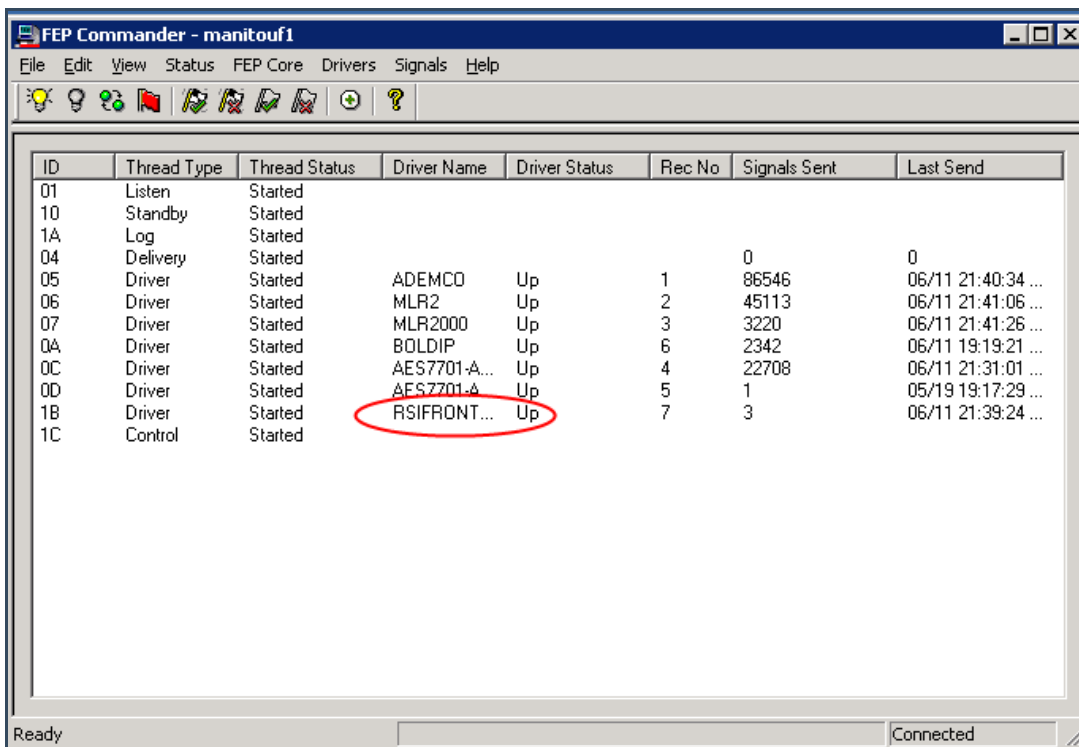 FEP Commander - manitouf1
File Edit View Status FEP Core Drivers Signals Help
ID Thread Type Thread Status Driver Name Driver Status Rec No Signals Sent Last Send
01 Listen Started
10 Standby Started
1A Log Started
04 Delivery Started 0 0
05 Driver Started ADEMCO Up 1 86546 06/11 21:40:34 ...
06 Driver Started MLR2 Up 2 45113 06/11 21:41:06 ...
07 Driver Started MLR2000 Up 3 3220 06/11 21:41:26 ...
0A Driver Started BOLDIP Up 6 2342 06/11 19:19:21 ...
0C Driver Started AES7701-A... Up 4 22708 06/11 21:31:01 ...
0D Driver Started AES7701-A... Up 5 1 05/19 19:17:29 ...
1B Driver Started RSIFRONT... Up 7 3 06/11 21:39:24 ...
1C Control Started
Ready Connected